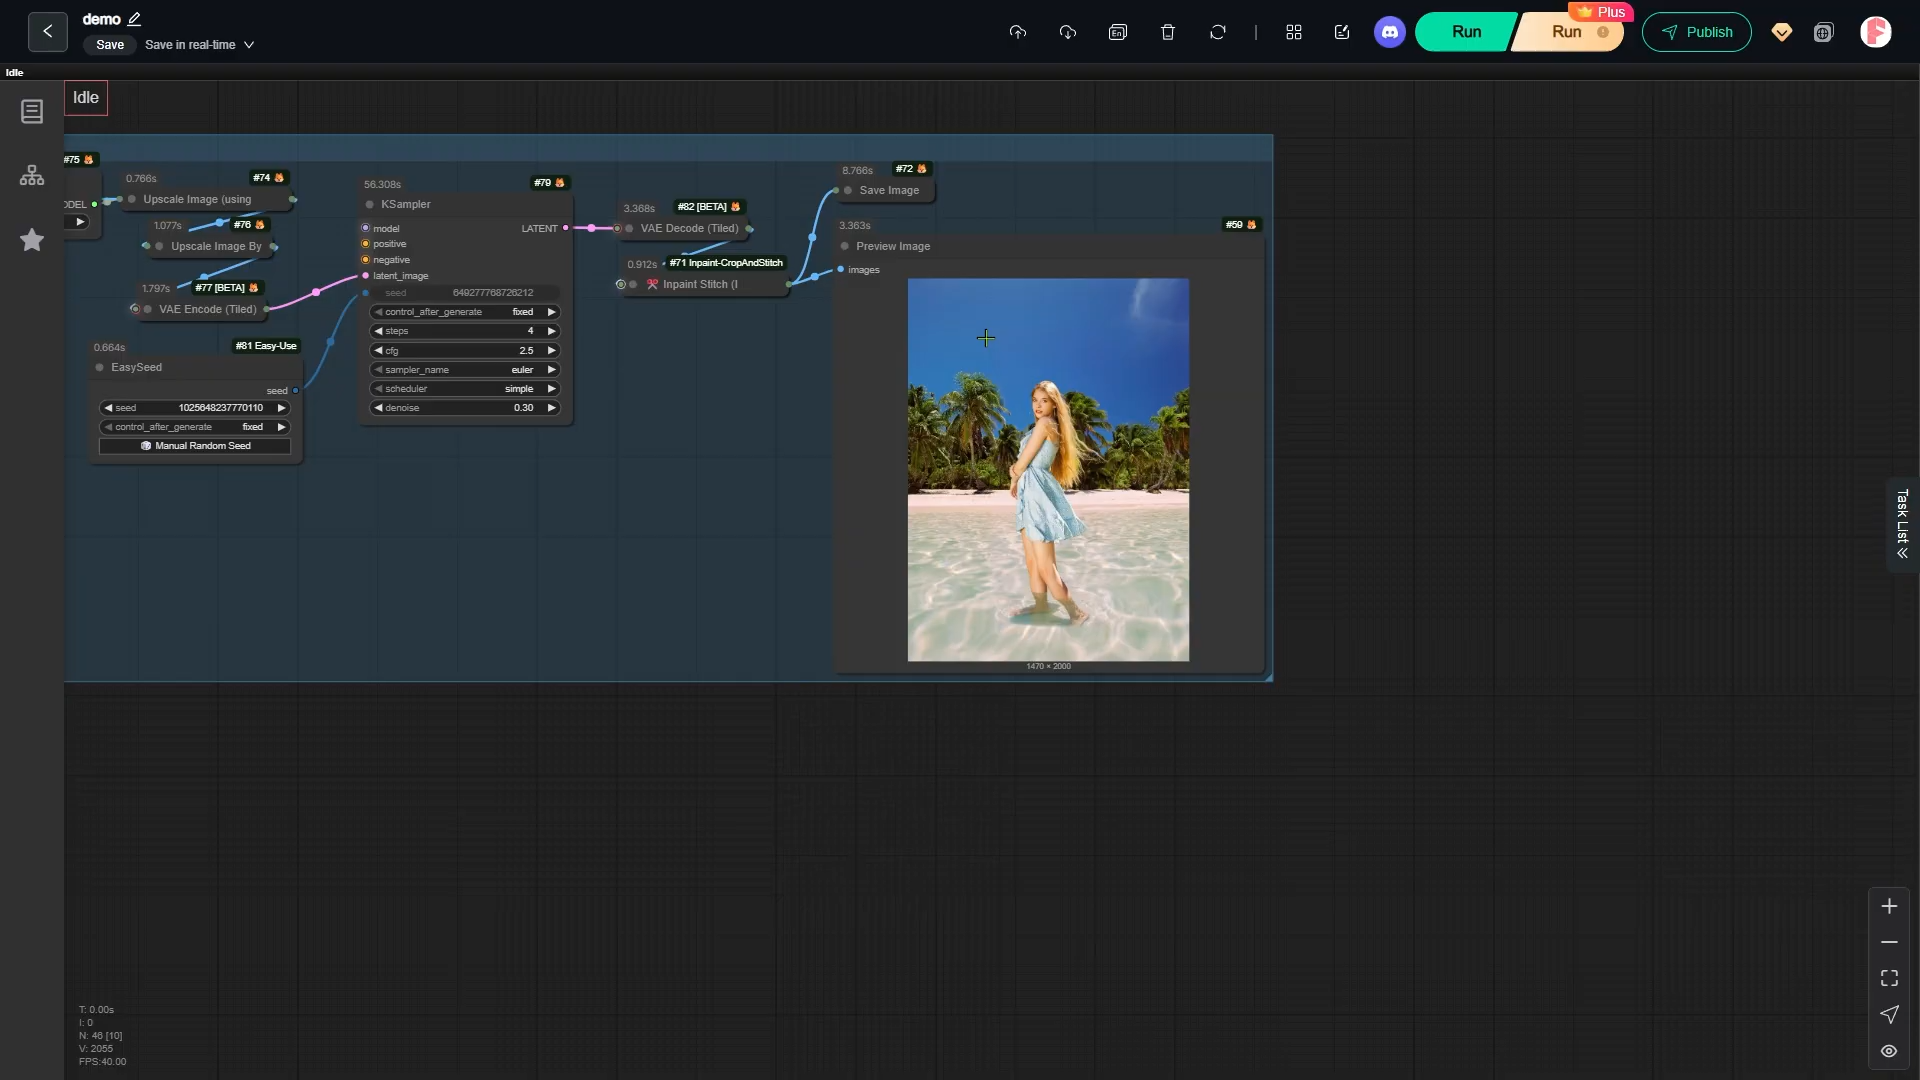 demo
Save
Save in real-time
En
Run
Run
Plus
Publish
Idle
Idle
#75
ODEL
0.766s
#74
Upscale Image (using
1.077s
#76
Upscale Image By
1.797s
#77 [BETA]
VAE Encode (Tiled)
0.664s
#81 Easy-Use
EasySeed
seed
seed 1025648237770110
control_after_generate fixed
Manual Random Seed
56.308s
#79
KSampler
model
LATENT
positive
negative
latent_image
seed 649277768726212
control_after_generate fixed
steps 4
cfg 2.5
sampler_name euler
scheduler simple
denoise 0.30
3.368s
#82 [BETA]
VAE Decode (Tiled)
0.912s
#71 Inpaint-CropAndStitch
Inpaint Stitch (I
8.766s
#72
Save Image
3.363s
#59
Preview Image
images
1470 × 2000
Task List
T: 0.00s
I: 0
N: 46 [10]
V: 2055
FPS:40.00